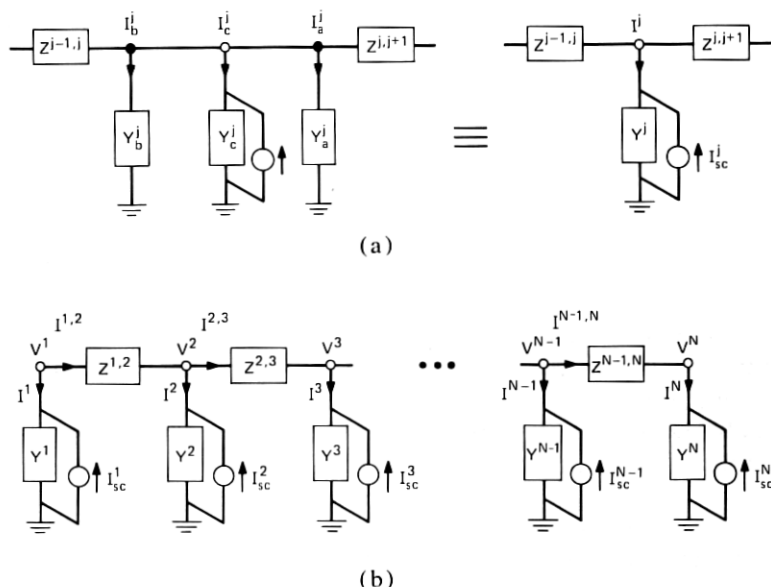 I_b^j I_c^j I_a^j I^j
Z^{j-1,j} Z^{j,j+1} Z^{j-1,j} Z^{j,j+1}
Y_b^j Y_c^j Y_a^j ≡ Y^j I_sc^j
(a)
I^{1,2} I^{2,3} I^{N-1,N}
V^1 V^2 V^3 ••• V^{N-1} V^N
Z^{1,2} Z^{2,3} Z^{N-1,N}
I^1 I^2 I^3 I^{N-1} I^N
Y^1 I_sc^1 Y^2 I_sc^2 Y^3 I_sc^3 Y^{N-1} I_sc^{N-1} Y^N I_sc^N
(b)